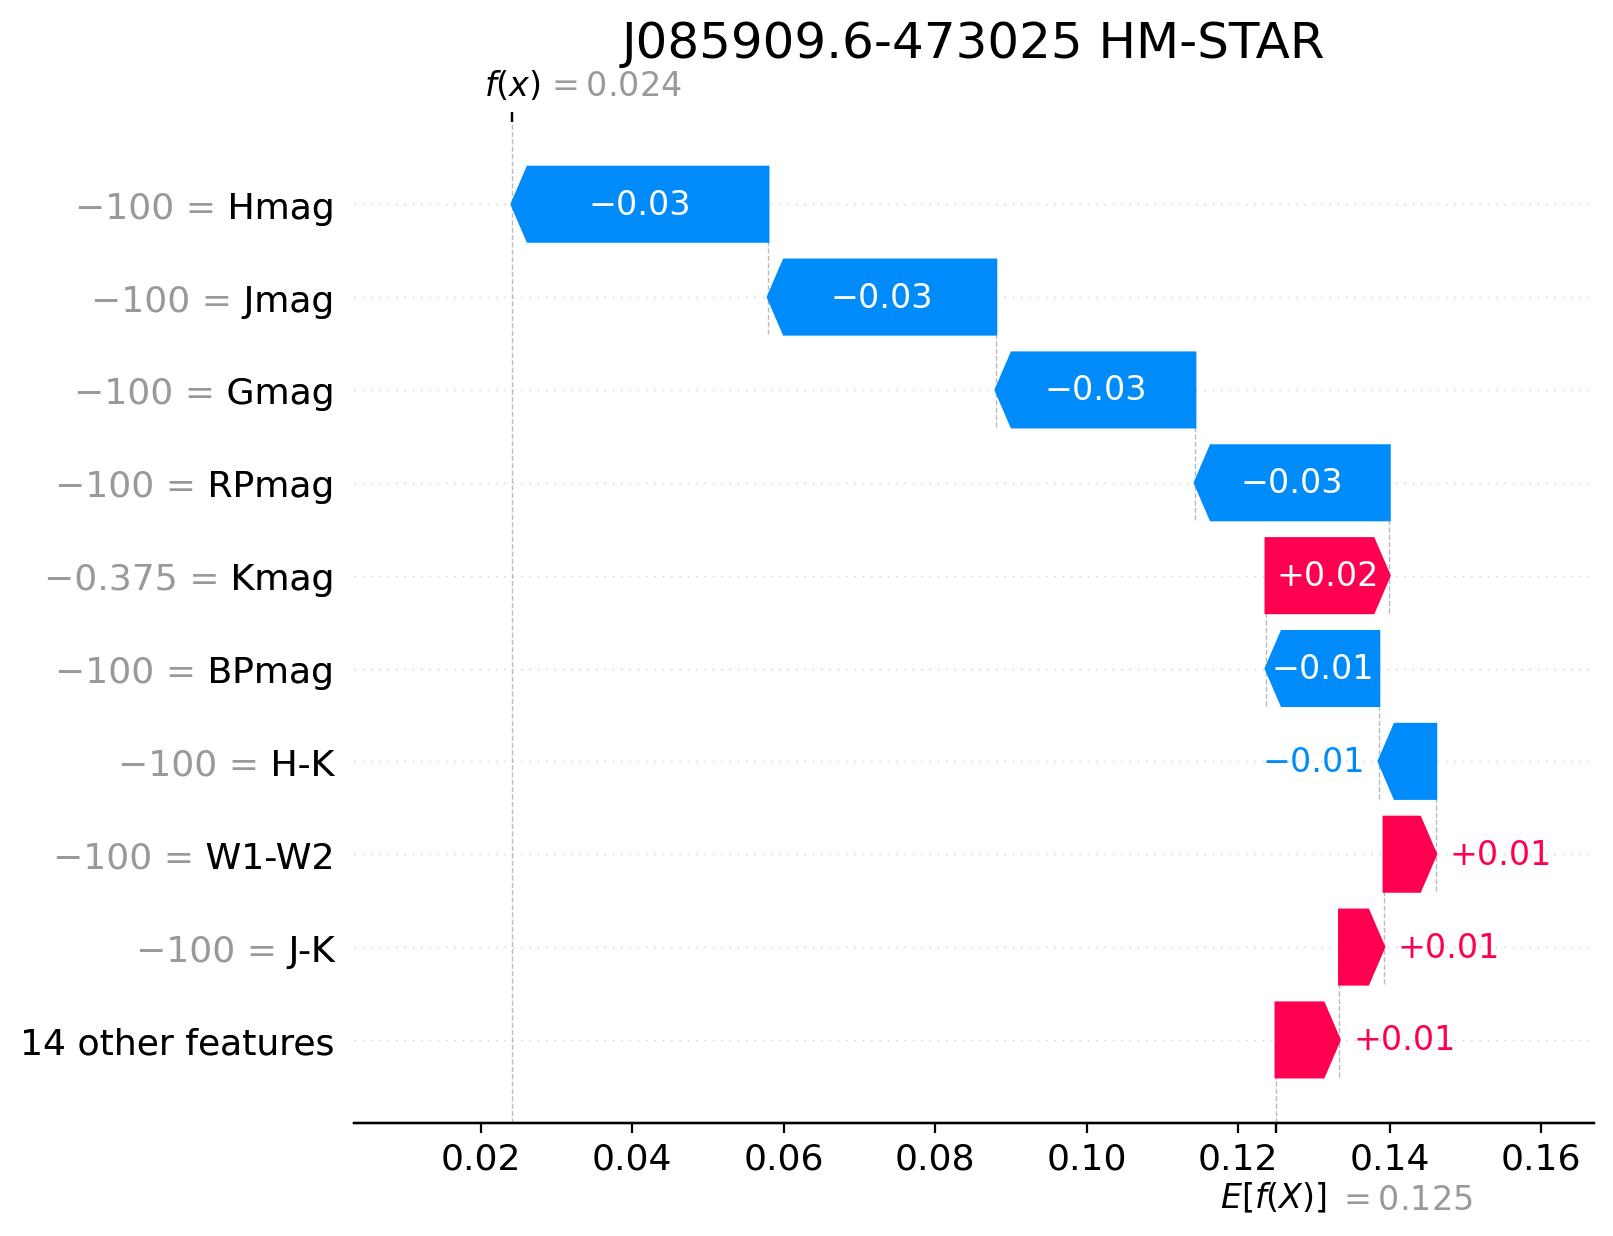 J085909.6-473025 HM-STAR
f(x) = 0.024
−100 = Hmag −0.03
−100 = Jmag −0.03
−100 = Gmag −0.03
−100 = RPmag −0.03
−0.375 = Kmag +0.02
−100 = BPmag −0.01
−100 = H-K −0.01
−100 = W1-W2 +0.01
−100 = J-K +0.01
14 other features +0.01
0.02 0.04 0.06 0.08 0.10 0.12 0.14 0.16
E[f(X)] = 0.125